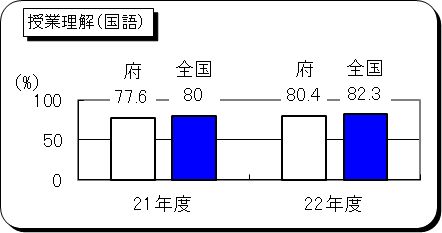 授業理解（国語）
(%)
府 全国 府 全国
77.6 80 80.4 82.3
100
50
0
21年度 22年度